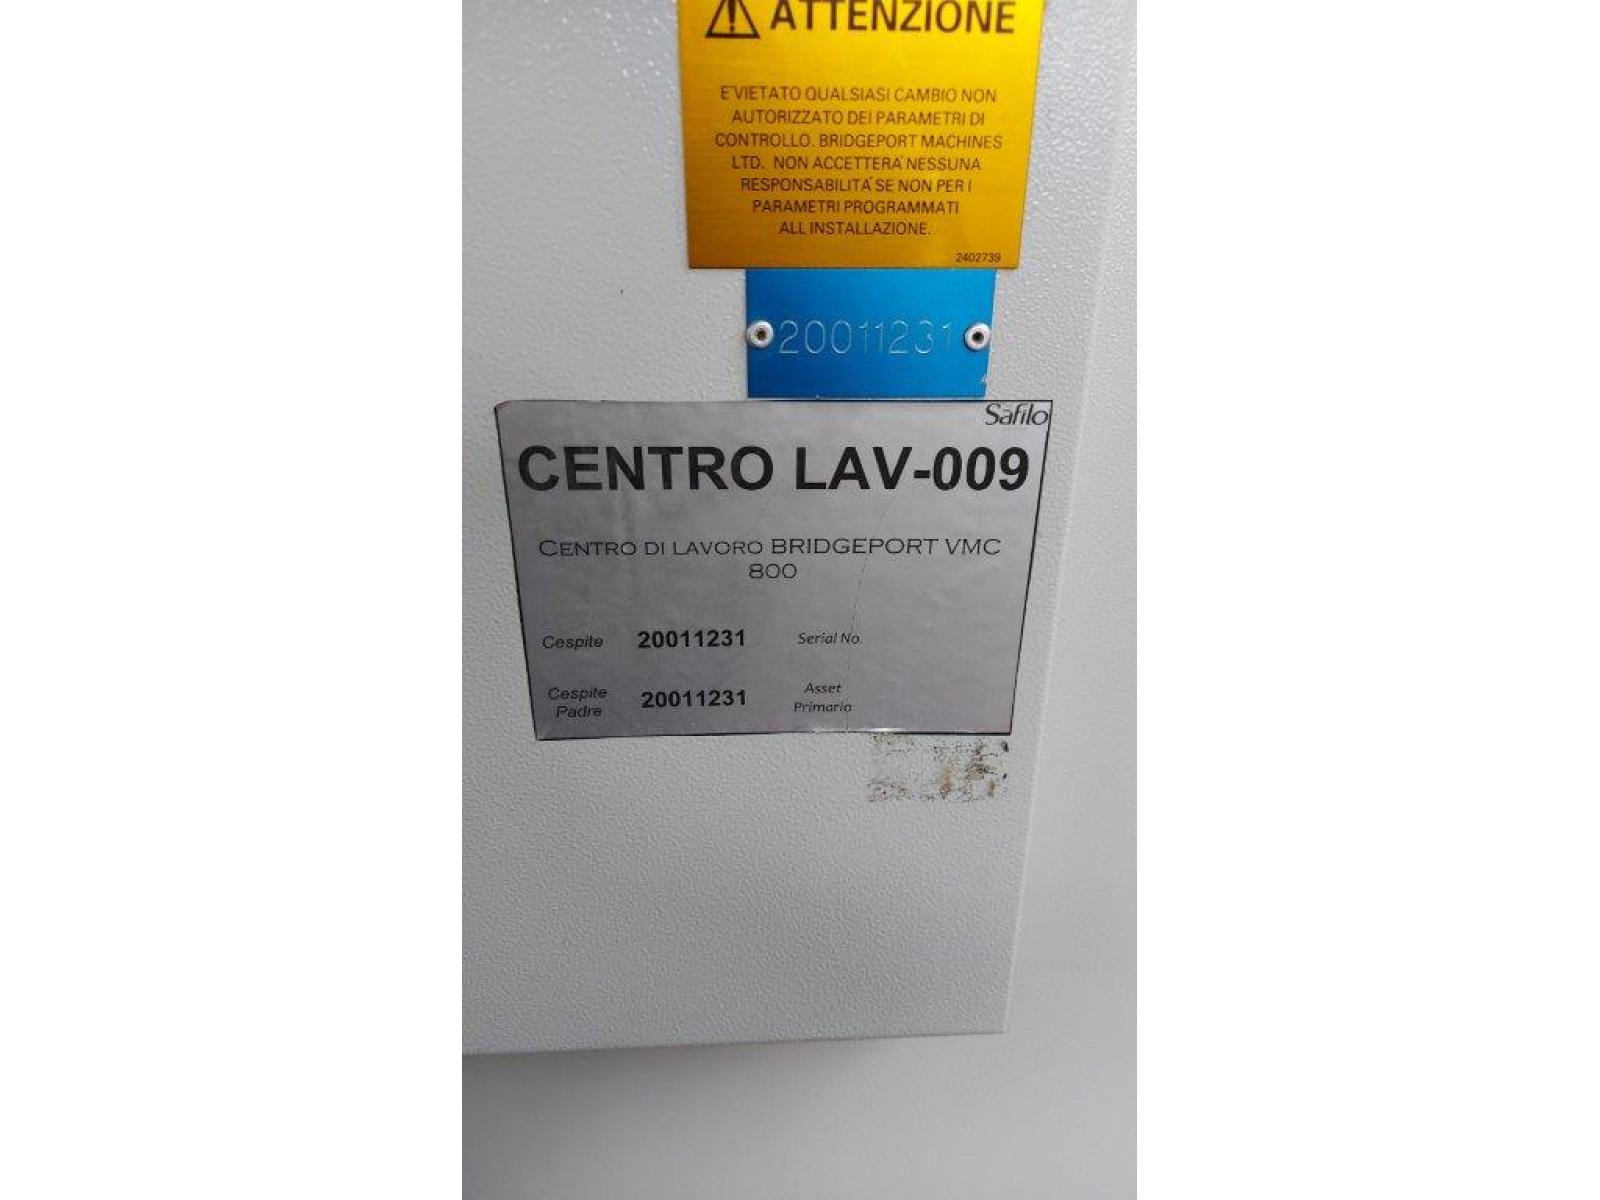 ATTENZIONE
E'VIETATO QUALSIASI CAMBIO NON
AUTORIZZATO DEI PARAMETRI DI
CONTROLLO. BRIDGEPORT MACHINES
LTD. NON ACCETTERA' NESSUNA
RESPONSABILITA' SE NON PER I
PARAMETRI PROGRAMMATI
ALL INSTALLAZIONE.
2402739
20011231
Safilo
CENTRO LAV-009
CENTRO DI LAVORO BRIDGEPORT VMC
800
Cespite 20011231 Serial No.
Cespite Padre 20011231 Asset Primario